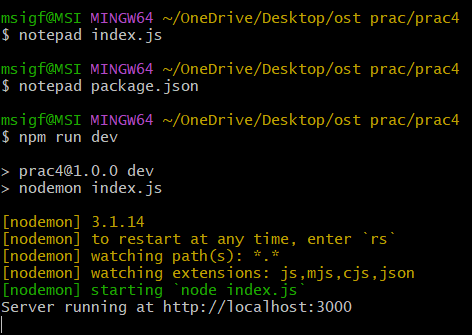 msigf@MSI MINGW64 ~/OneDrive/Desktop/ost prac/prac4
$ notepad index.js
msigf@MSI MINGW64 ~/OneDrive/Desktop/ost prac/prac4
$ notepad package.json
msigf@MSI MINGW64 ~/OneDrive/Desktop/ost prac/prac4
$ npm run dev
> prac4@1.0.0 dev
> nodemon index.js
[nodemon] 3.1.14
[nodemon] to restart at any time, enter `rs`
[nodemon] watching path(s): *.*
[nodemon] watching extensions: js,mjs,cjs,json
[nodemon] starting `node index.js`
Server running at http://localhost:3000